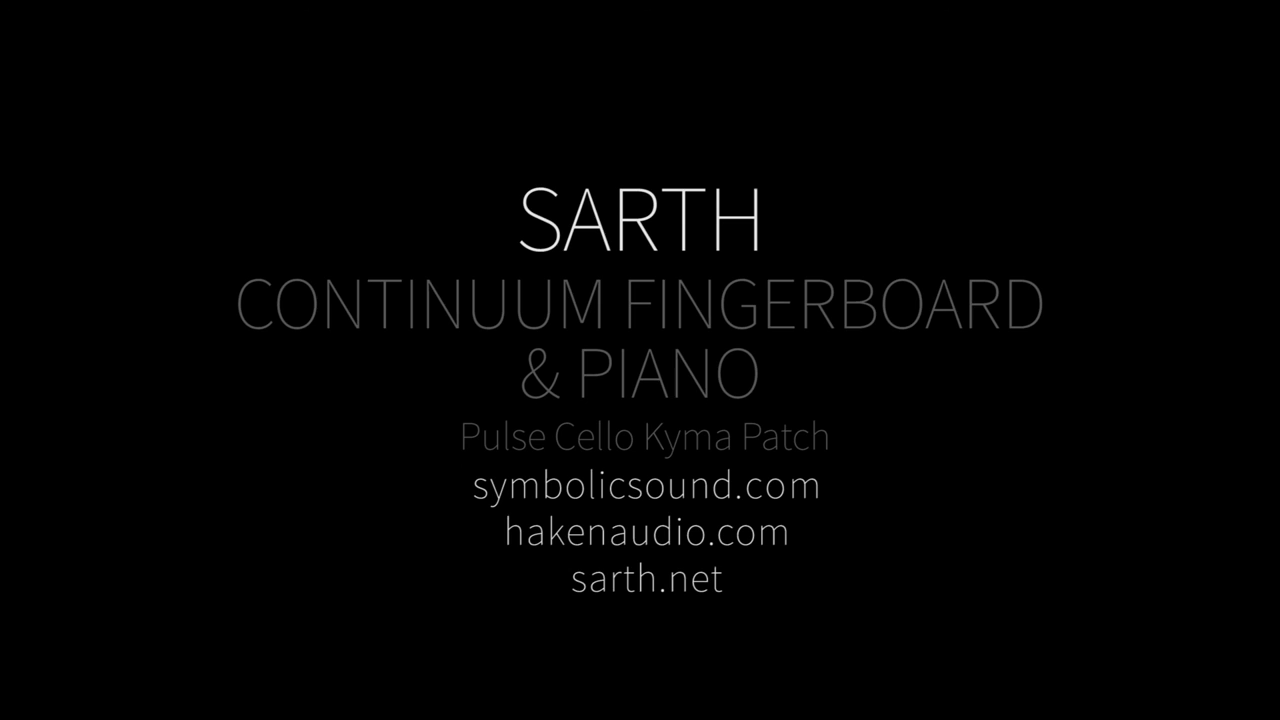 SARTH
CONTINUUM FINGERBOARD
& PIANO
Pulse Cello Kyma Patch
symbolicsound.com
hakenaudio.com
sarth.net